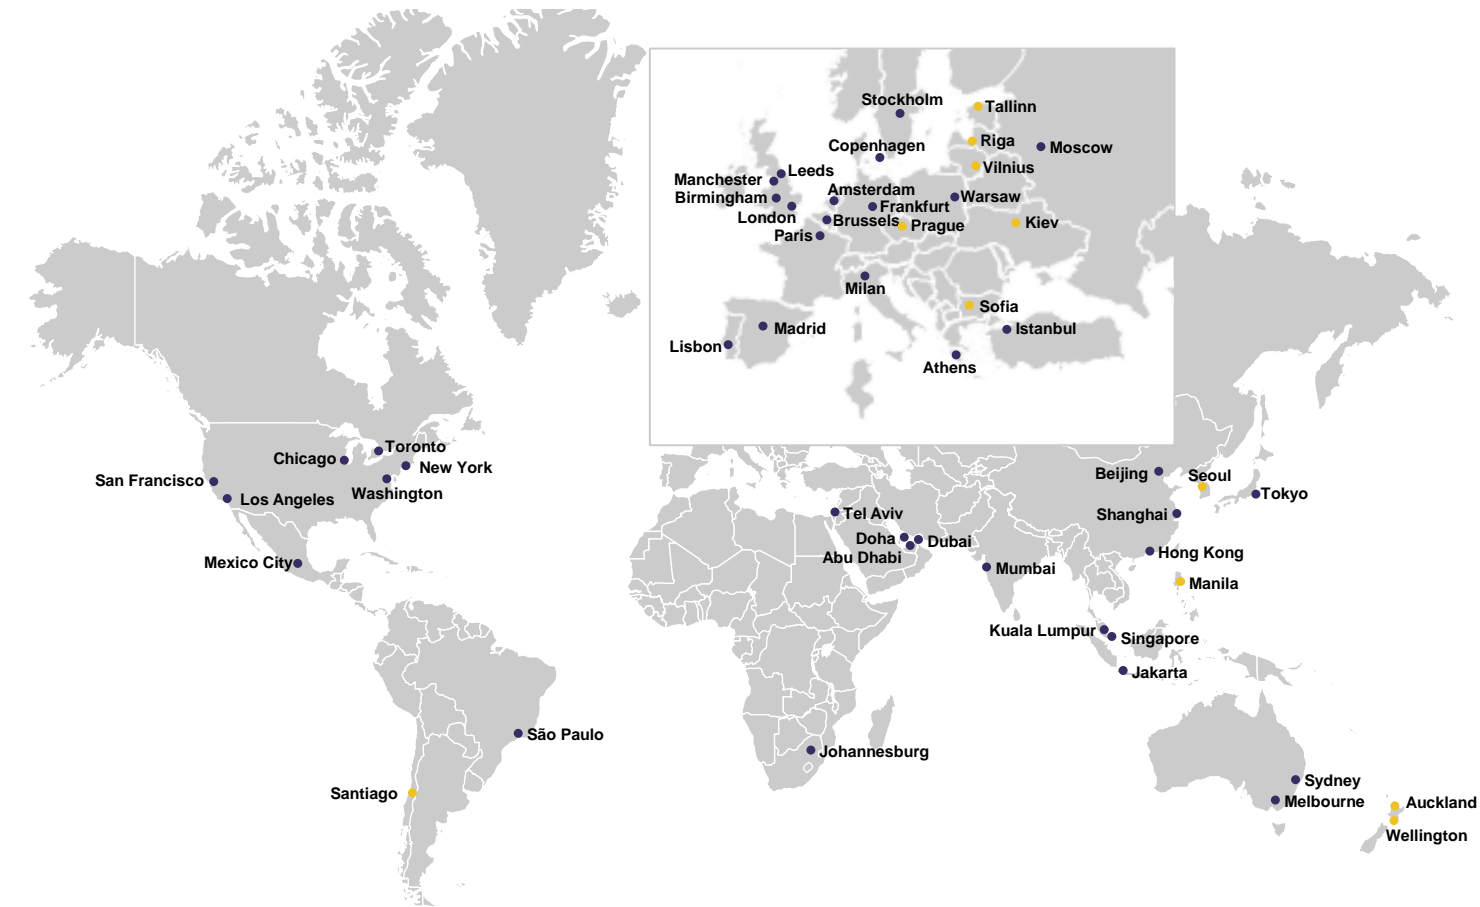 Stockholm
Tallinn
Riga
Copenhagen
Moscow
Vilnius
Leeds
Manchester
Birmingham
Amsterdam
Warsaw
Frankfurt
London
Brussels
Prague
Kiev
Paris
Milan
Sofia
Madrid
Istanbul
Lisbon
Athens
Toronto
Chicago
New York
San Francisco
Washington
Los Angeles
Mexico City
Beijing
Seoul
Tokyo
Tel Aviv
Shanghai
Doha
Dubai
Abu Dhabi
Hong Kong
Mumbai
Manila
Kuala Lumpur
Singapore
Jakarta
São Paulo
Johannesburg
Santiago
Sydney
Melbourne
Auckland
Wellington